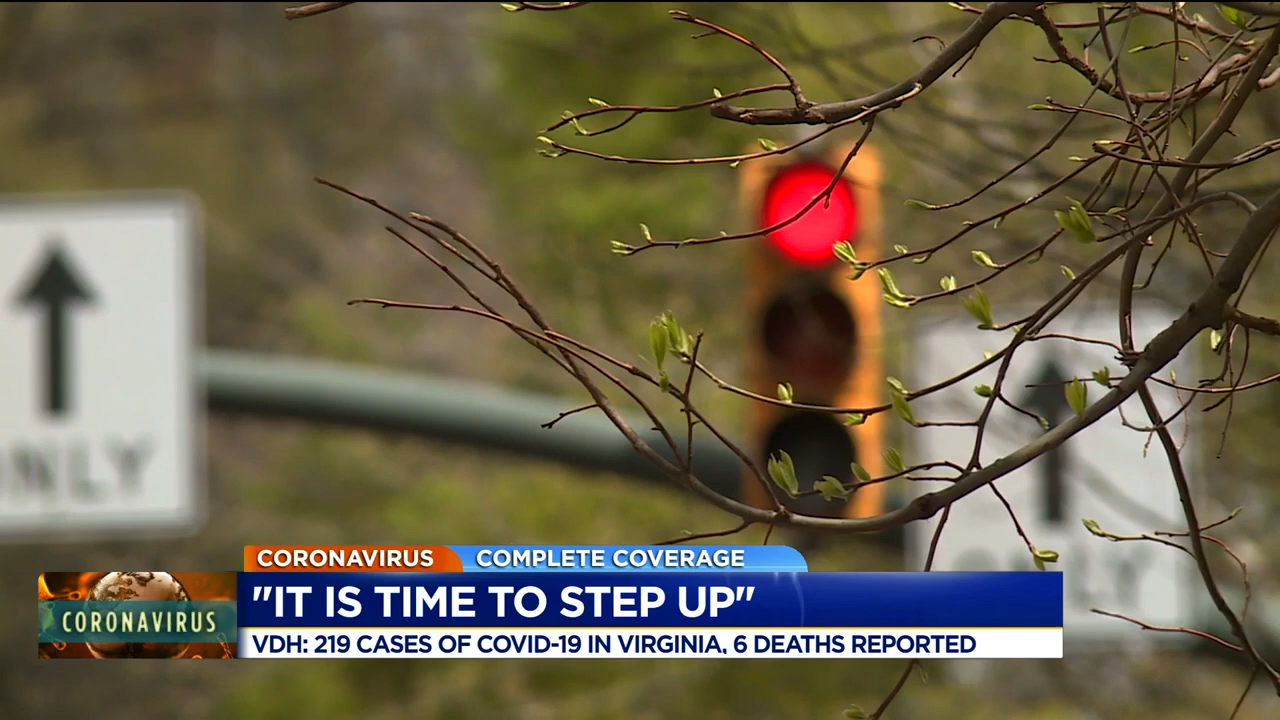 ONLY
CORONAVIRUS COMPLETE COVERAGE
CORONAVIRUS
"IT IS TIME TO STEP UP"
VDH: 219 CASES OF COVID-19 IN VIRGINIA, 6 DEATHS REPORTED